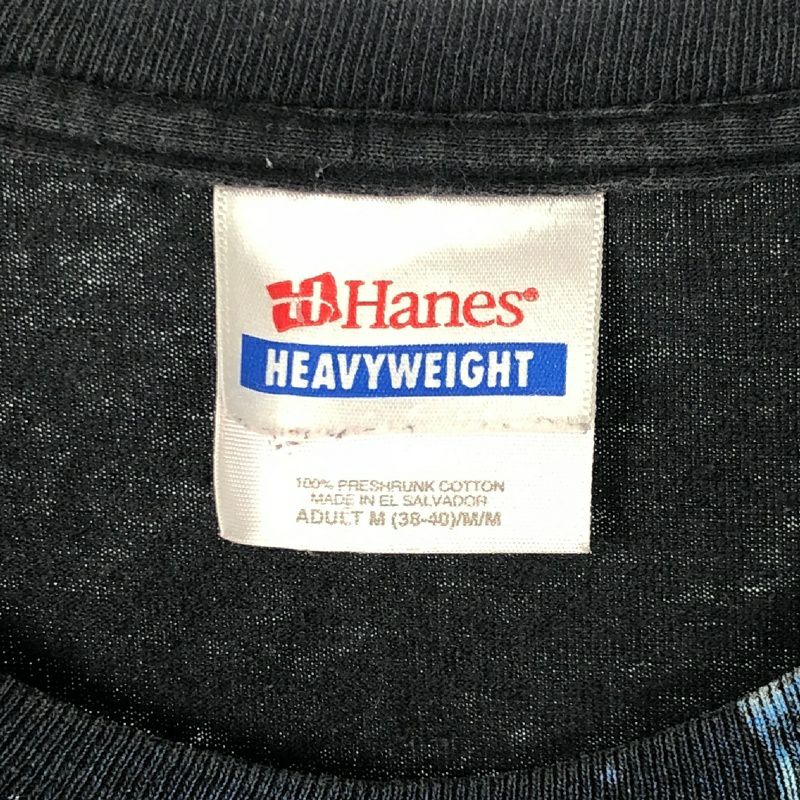 Hanes®
HEAVYWEIGHT
100% PRESHRUNK COTTON
MADE IN EL SALVADOR
ADULT M (38-40)/M/M